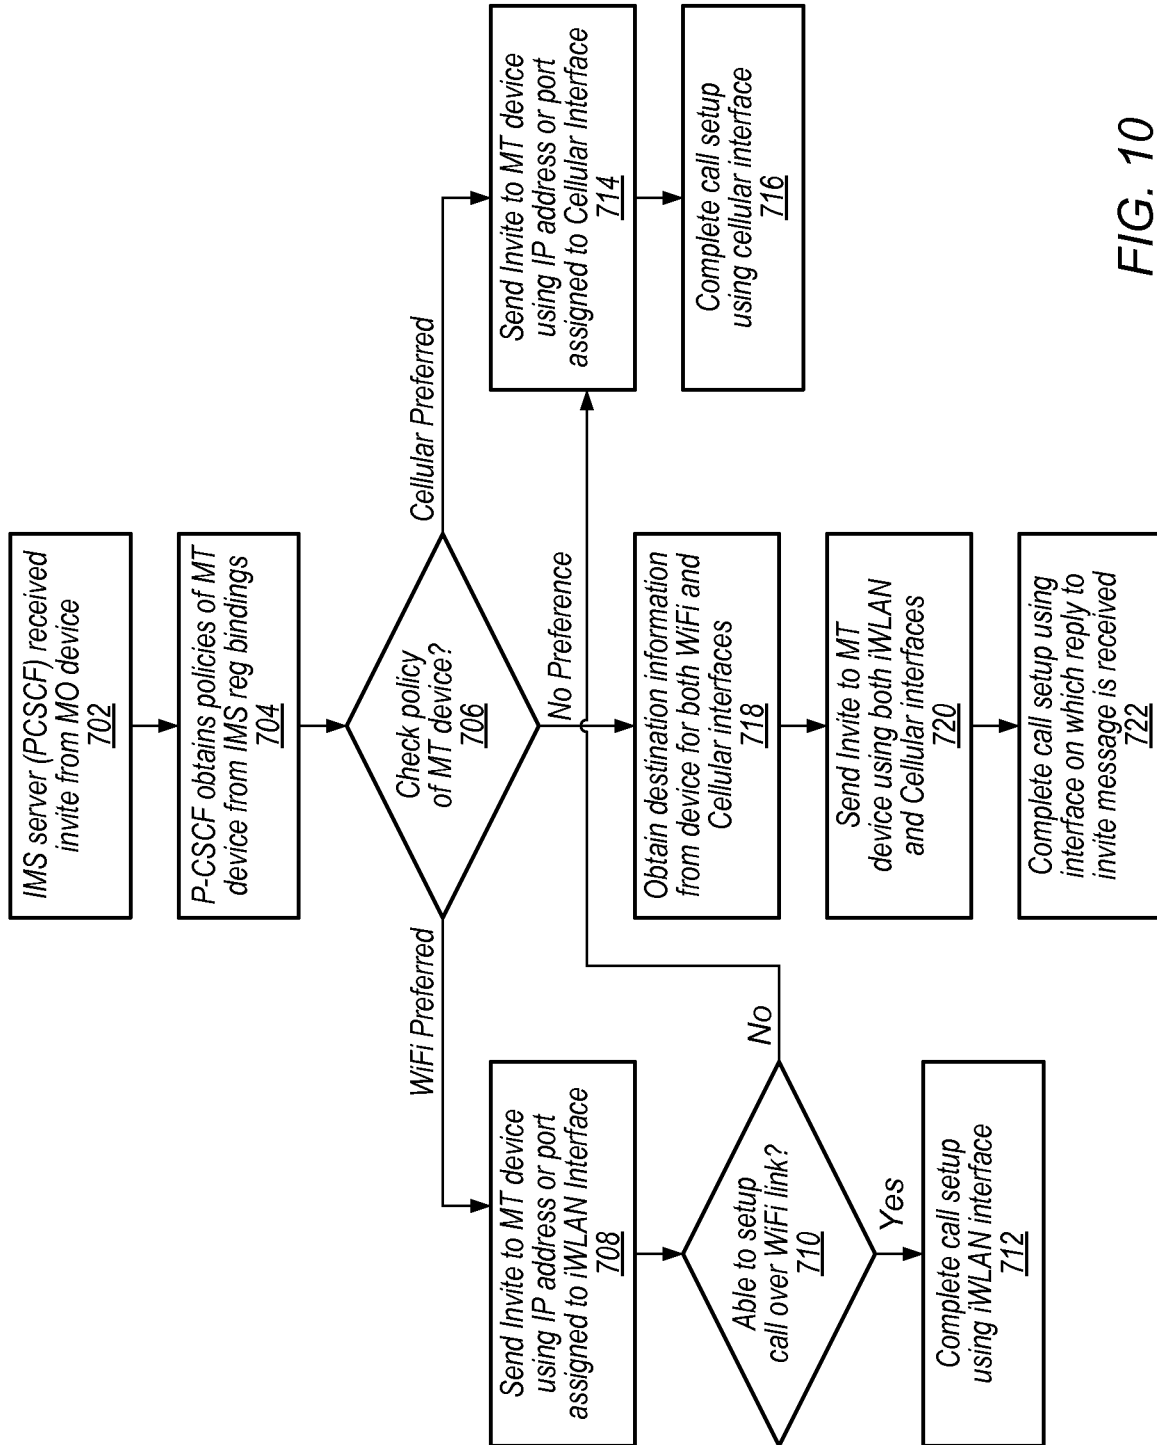 IMS server (PCSCF) received
invite from MO device
702
P-CSCF obtains policies of MT
device from IMS reg bindings
704
Check policy
of MT device?
706
WiFi Preferred
Cellular Preferred
No Preference
Send Invite to MT device
using IP address or port
assigned to iWLAN Interface
708
Able to setup
call over WiFi link?
710
No
Yes
Complete call setup
using iWLAN interface
712
Obtain destination information
from device for both WiFi and
Cellular interfaces
718
Send Invite to MT
device using both iWLAN
and Cellular interfaces
720
Complete call setup using
interface on which reply to
invite message is received
722
Send Invite to MT device
using IP address or port
assigned to Cellular Interface
714
Complete call setup
using cellular interface
716
FIG. 10